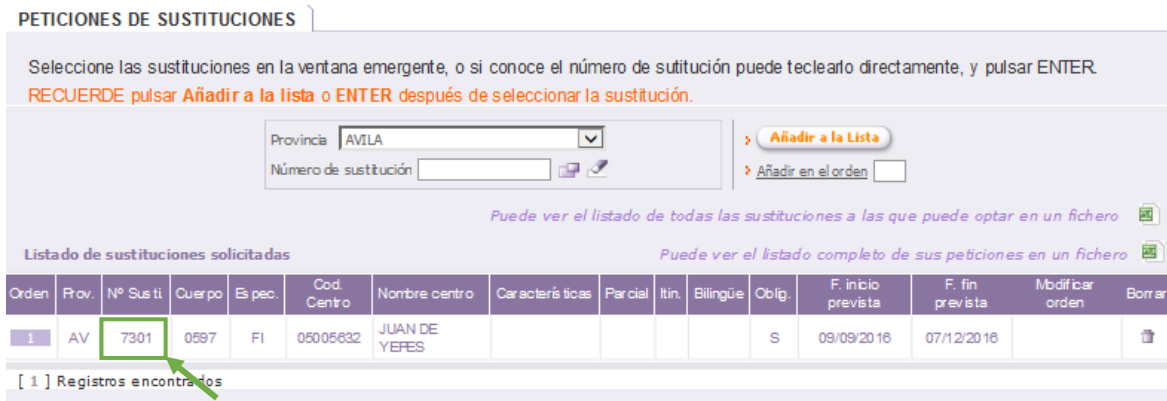 PETICIONES DE SUSTITUCIONES
Seleccione las sustituciones en la ventana emergente, o si conoce el número de sutitución puede teclearlo directamente, y pulsar ENTER.
RECUERDE pulsar Añadir a la lista o ENTER después de seleccionar la sustitución.
Provincia AVILA
Añadir a la Lista
Número de sustitución
Añadir en el orden
Puede ver el listado de todas las sustituciones a las que puede optar en un fichero
Listado de sustituciones solicitadas Puede ver el listado completo de sus peticiones en un fichero
Orden Prov. Nº Susti. Cuerpo Espec. Cod. Centro Nombre centro Características Parcial Itin. Bilingüe Oblig. F. inicio prevista F. fin prevista Modificar orden Borrar
1 AV 7301 0597 FI 05005632 JUAN DE YEPES S 09/09/2016 07/12/2016
[ 1 ] Registros encontrados